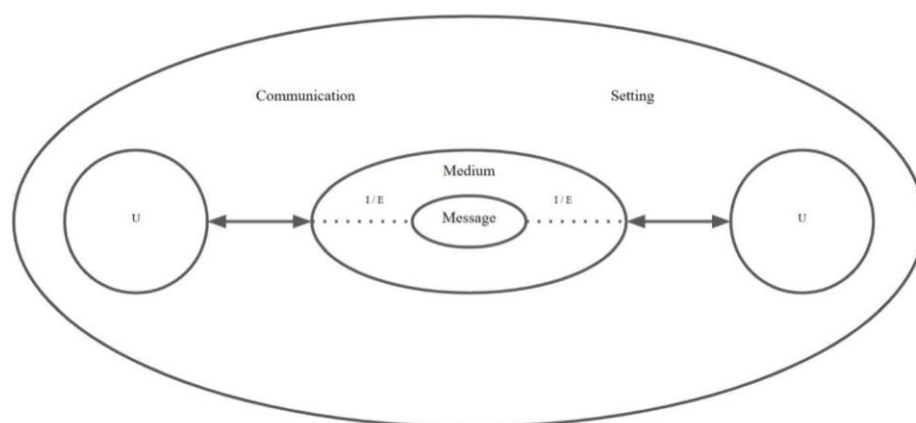 Communication Setting
Medium
I / E I / E
U Message U